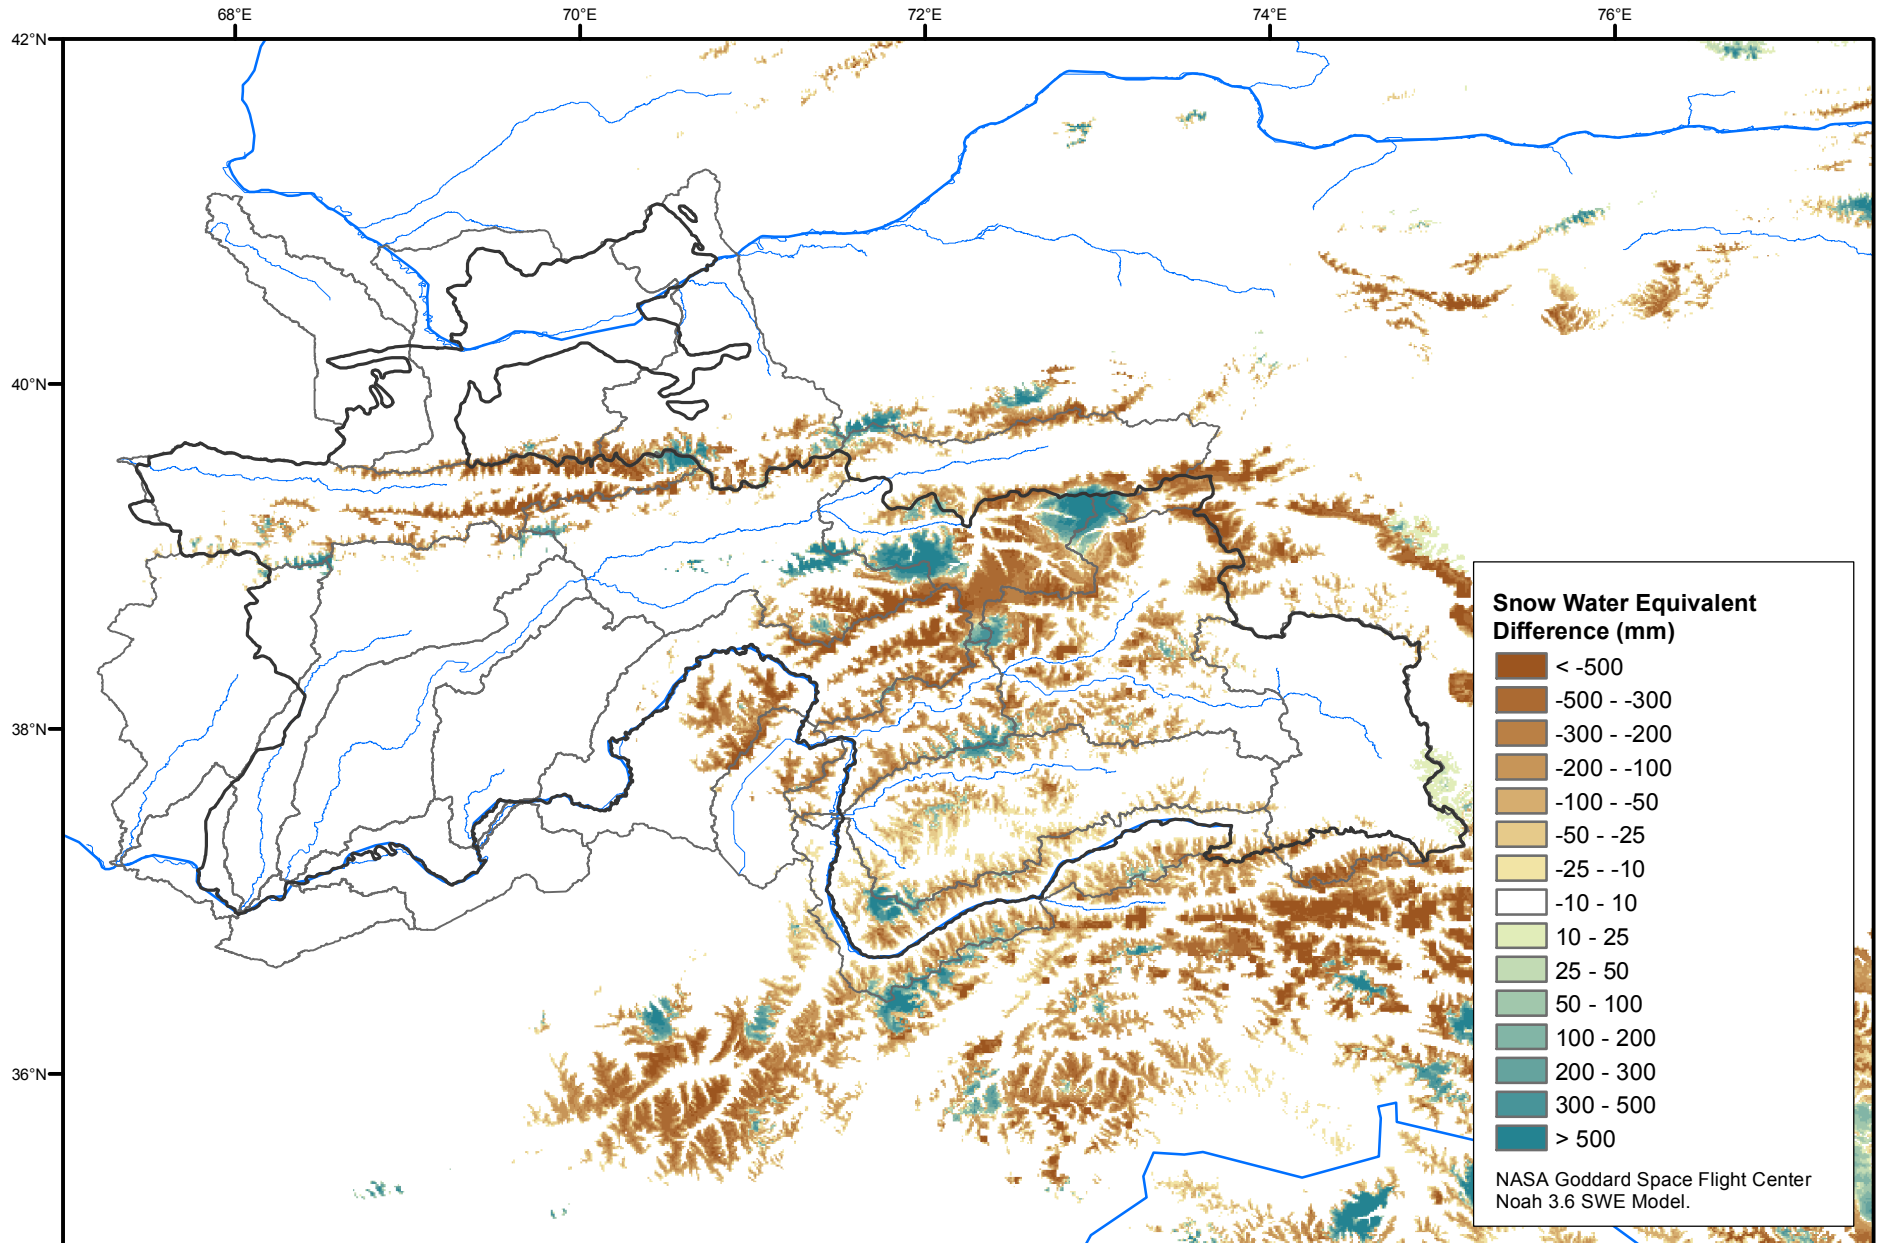 68°E
70°E
72°E
74°E
76°E
42°N
40°N
38°N
36°N
Snow Water Equivalent
Difference (mm)
< -500
-500 - -300
-300 - -200
-200 - -100
-100 - -50
-50 - -25
-25 - -10
-10 - 10
10 - 25
25 - 50
50 - 100
100 - 200
200 - 300
300 - 500
> 500
NASA Goddard Space Flight Center
Noah 3.6 SWE Model.